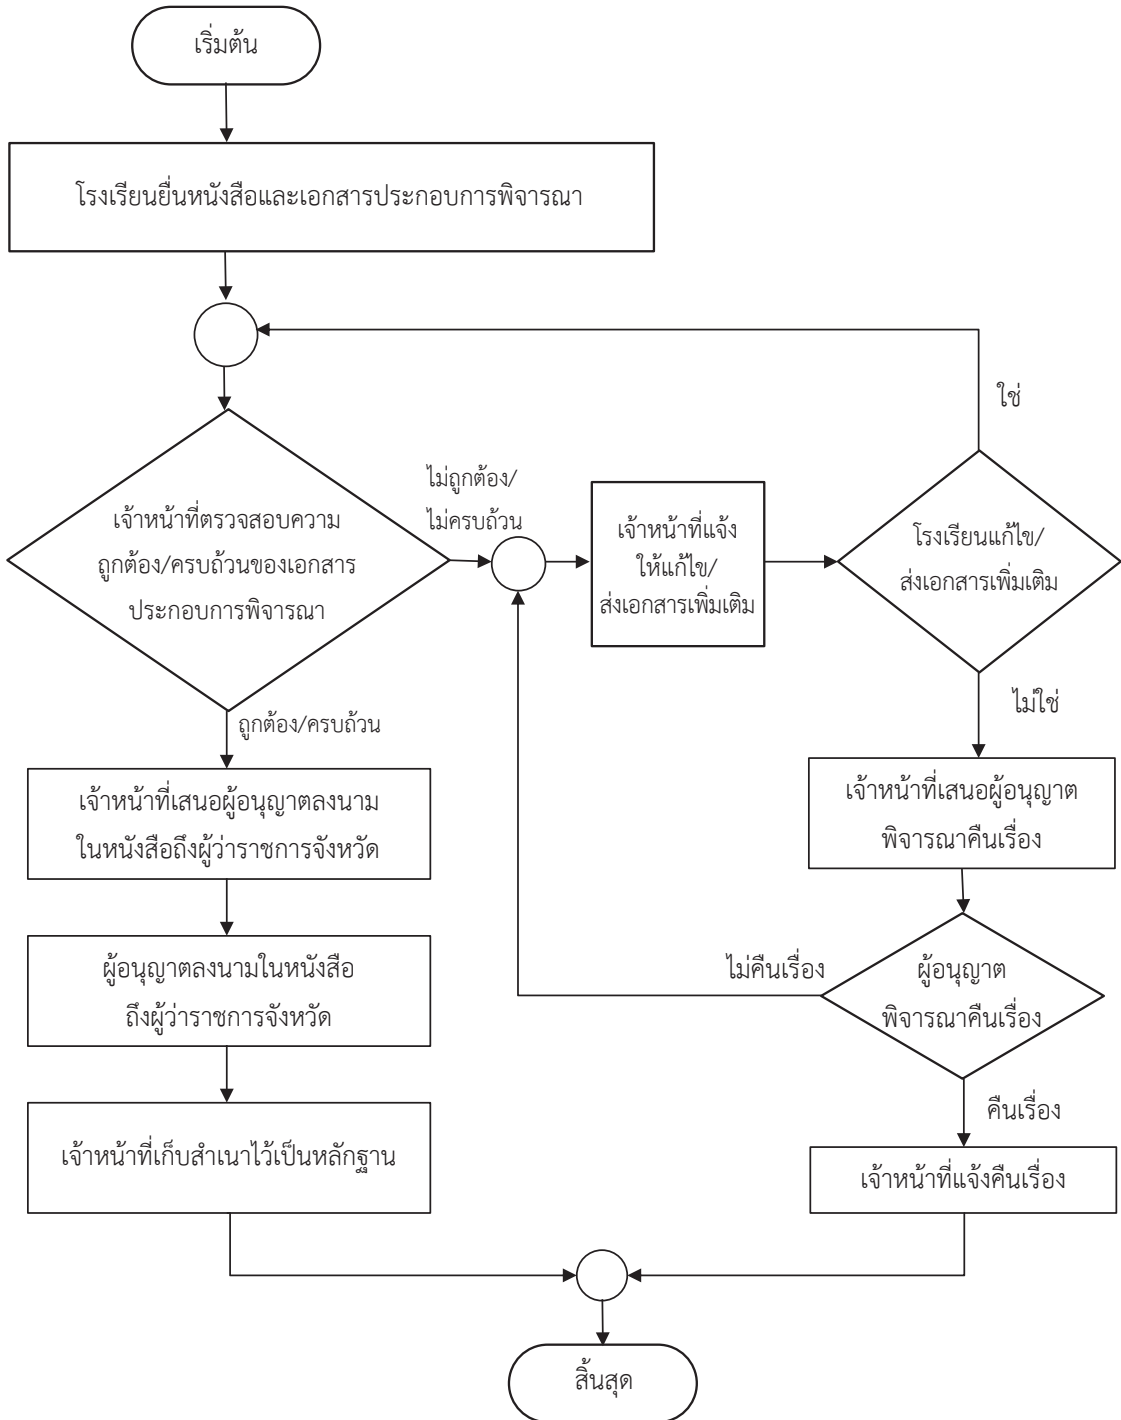 เริ่มต้น
โรงเรียนยื่นหนังสือและเอกสารประกอบการพิจารณา
ใช่
เจ้าหน้าที่ตรวจสอบความ
ถูกต้อง/ครบถ้วนของเอกสาร
ประกอบการพิจารณา
ไม่ถูกต้อง/
ไม่ครบถ้วน
เจ้าหน้าที่แจ้ง
ให้แก้ไข/
ส่งเอกสารเพิ่มเติม
โรงเรียนแก้ไข/
ส่งเอกสารเพิ่มเติม
ไม่ใช่
ถูกต้อง/ครบถ้วน
เจ้าหน้าที่เสนอผู้อนุญาตลงนาม
ในหนังสือถึงผู้ว่าราชการจังหวัด
เจ้าหน้าที่เสนอผู้อนุญาต
พิจารณาคืนเรื่อง
ผู้อนุญาตลงนามในหนังสือ
ถึงผู้ว่าราชการจังหวัด
ไม่คืนเรื่อง
ผู้อนุญาต
พิจารณาคืนเรื่อง
คืนเรื่อง
เจ้าหน้าที่เก็บสำเนาไว้เป็นหลักฐาน
เจ้าหน้าที่แจ้งคืนเรื่อง
สิ้นสุด